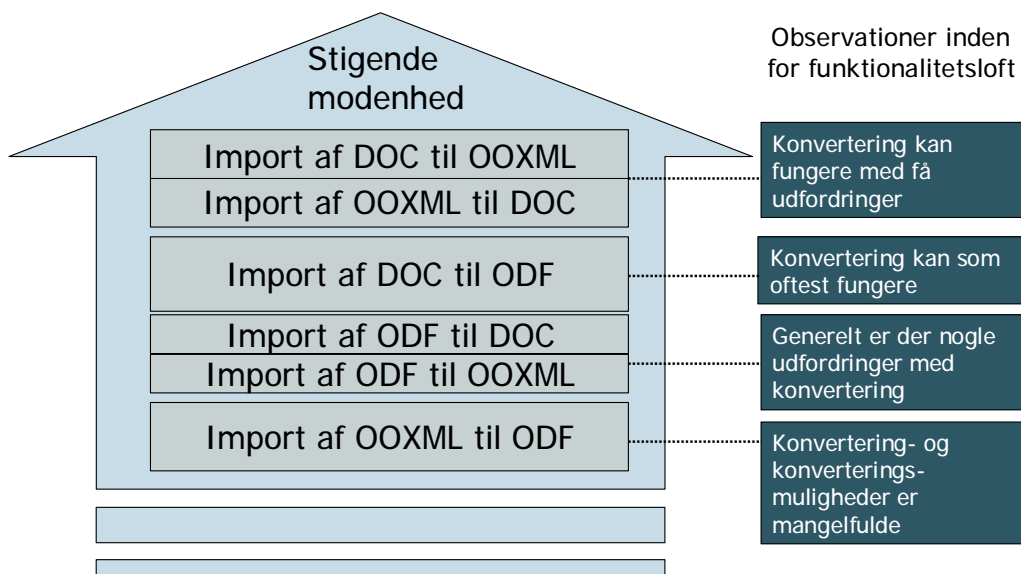 Stigende
modenhed
Observationer inden
for funktionalitetsloft
Import af DOC til OOXML
Import af OOXML til DOC
Konvertering kan
fungere med få
udfordringer
Import af DOC til ODF
Konvertering kan som
oftest fungere
Import af ODF til DOC
Import af ODF til OOXML
Generelt er der nogle
udfordringer med
konvertering
Import af OOXML til ODF
Konvertering- og
konverterings-
muligheder er
mangelfulde